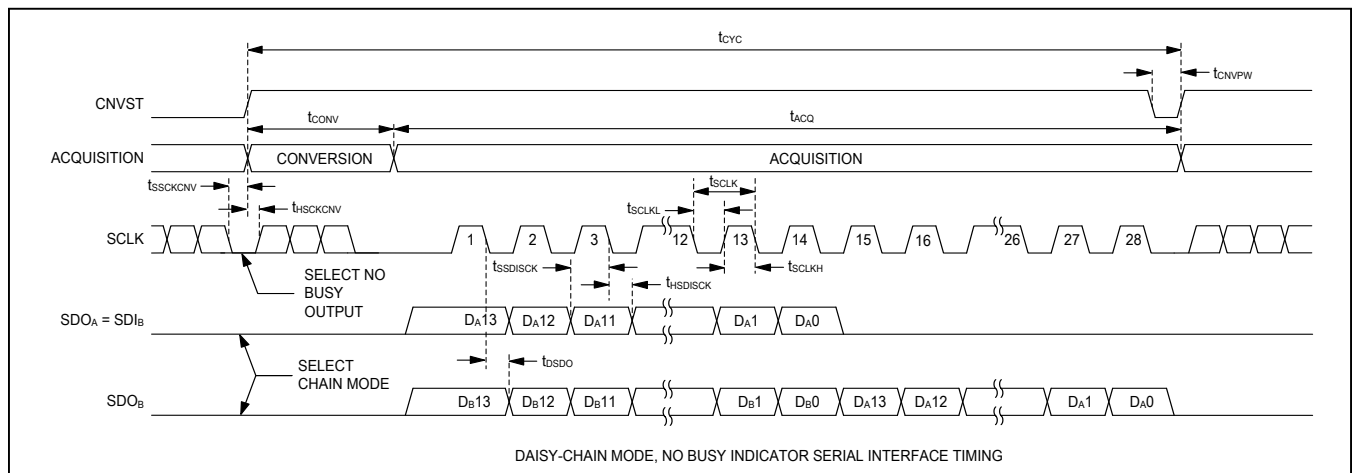 tCYC
tCNVPW
CNVST
tCONV
tACQ
ACQUISITION
CONVERSION
ACQUISITION
tSSCKCNV
tHSCKCNV
tSCLK
tSCLKL
SCLK
1 2 3 12 13 14 15 16 26 27 28
SELECT NO
BUSY
OUTPUT
tSSDISCK
tHSDISCK
tSCLKH
SDOA = SDIB
DA13 DA12 DA11 DA1 DA0
SELECT
CHAIN MODE
tDSDO
SDOB
DB13 DB12 DB11 DB1 DB0 DA13 DA12 DA1 DA0
DAISY-CHAIN MODE, NO BUSY INDICATOR SERIAL INTERFACE TIMING